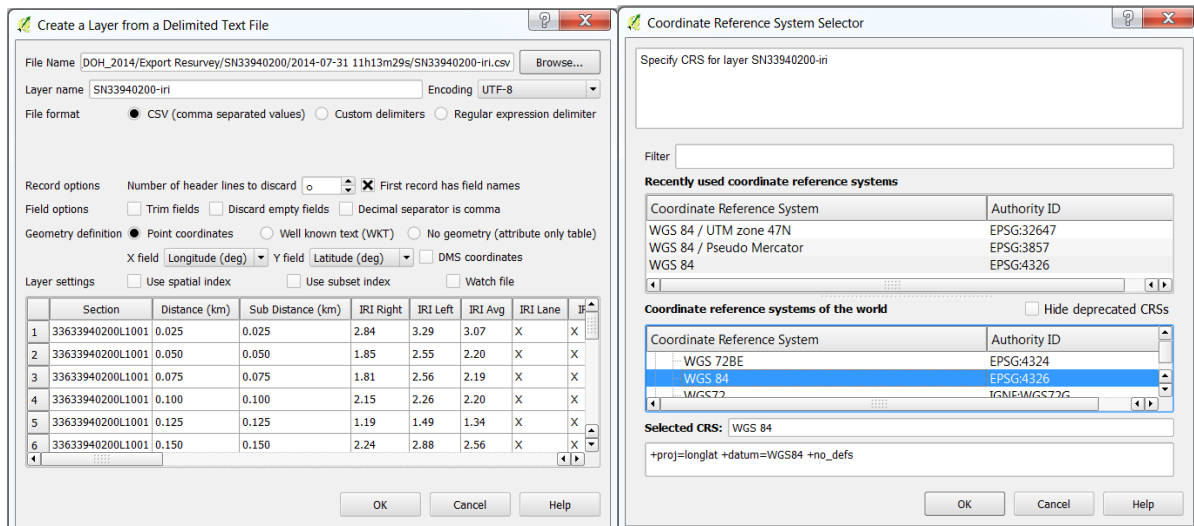 Create a Layer from a Delimited Text File
File Name DOH_2014/Export Resurvey/SN33940200/2014-07-31 11h13m29s/SN33940200-iri.csv Browse...
Layer name SN33940200-iri Encoding UTF-8
File format CSV (comma separated values) Custom delimiters Regular expression delimiter
Record options Number of header lines to discard 0 First record has field names
Field options Trim fields Discard empty fields Decimal separator is comma
Geometry definition Point coordinates Well known text (WKT) No geometry (attribute only table)
X field Longitude (deg) Y field Latitude (deg) DMS coordinates
Layer settings Use spatial index Use subset index Watch file
Section Distance (km) Sub Distance (km) IRI Right IRI Left IRI Avg IRI Lane
1 33633940200L1001 0.025 0.025 2.84 3.29 3.07 X X
2 33633940200L1001 0.050 0.050 1.85 2.55 2.20 X X
3 33633940200L1001 0.075 0.075 1.81 2.56 2.19 X X
4 33633940200L1001 0.100 0.100 2.15 2.26 2.20 X X
5 33633940200L1001 0.125 0.125 1.19 1.49 1.34 X X
6 33633940200L1001 0.150 0.150 2.24 2.88 2.56 X X
OK Cancel Help
Coordinate Reference System Selector
Specify CRS for layer SN33940200-iri
Filter
Recently used coordinate reference systems
Coordinate Reference System Authority ID
WGS 84 / UTM zone 47N EPSG:32647
WGS 84 / Pseudo Mercator EPSG:3857
WGS 84 EPSG:4326
Coordinate reference systems of the world Hide deprecated CRSs
Coordinate Reference System Authority ID
WGS 72BE EPSG:4324
WGS 84 EPSG:4326
WGS72 IGNF:WGS72G
Selected CRS: WGS 84
+proj=longlat +datum=WGS84 +no_defs
OK Cancel Help